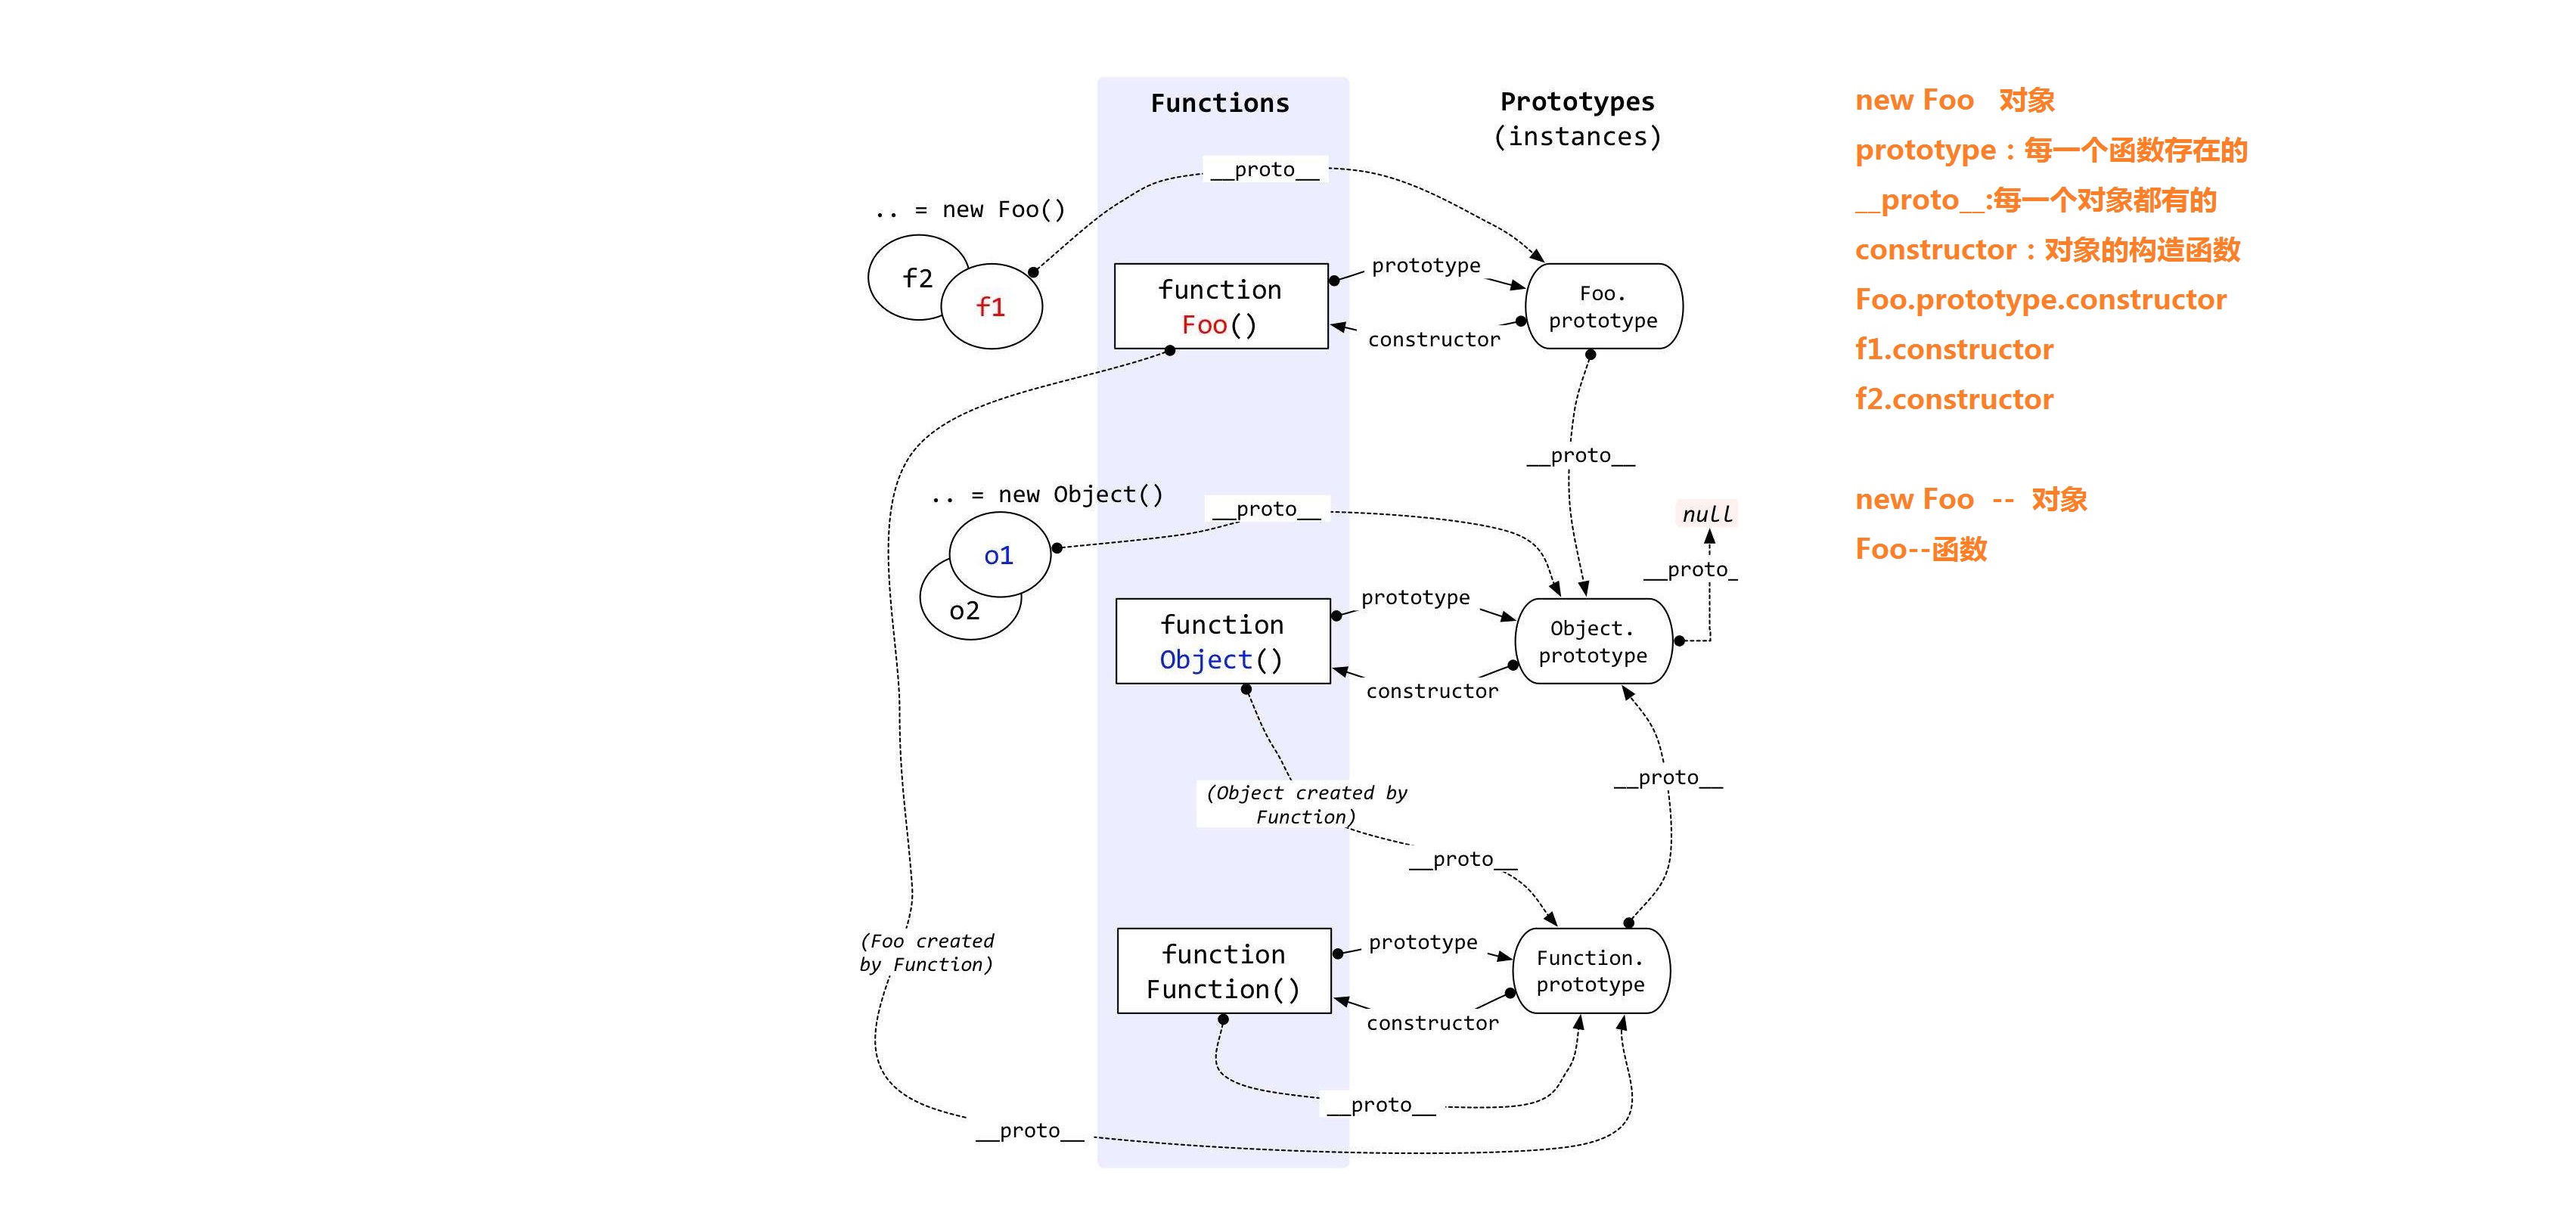 Functions
Prototypes
(instances)
__proto__
.. = new Foo()
f2
f1
function
Foo()
prototype
constructor
Foo.
prototype
__proto__
.. = new Object()
__proto__
null
__proto_
o1
o2
function
Object()
prototype
constructor
Object.
prototype
(Object created by
Function)
__proto__
__proto__
(Foo created
by Function)
function
Function()
prototype
constructor
Function.
prototype
__proto__
__proto__
new Foo 对象
prototype：每一个函数存在的
__proto__:每一个对象都有的
constructor：对象的构造函数
Foo.prototype.constructor
f1.constructor
f2.constructor
new Foo -- 对象
Foo--函数